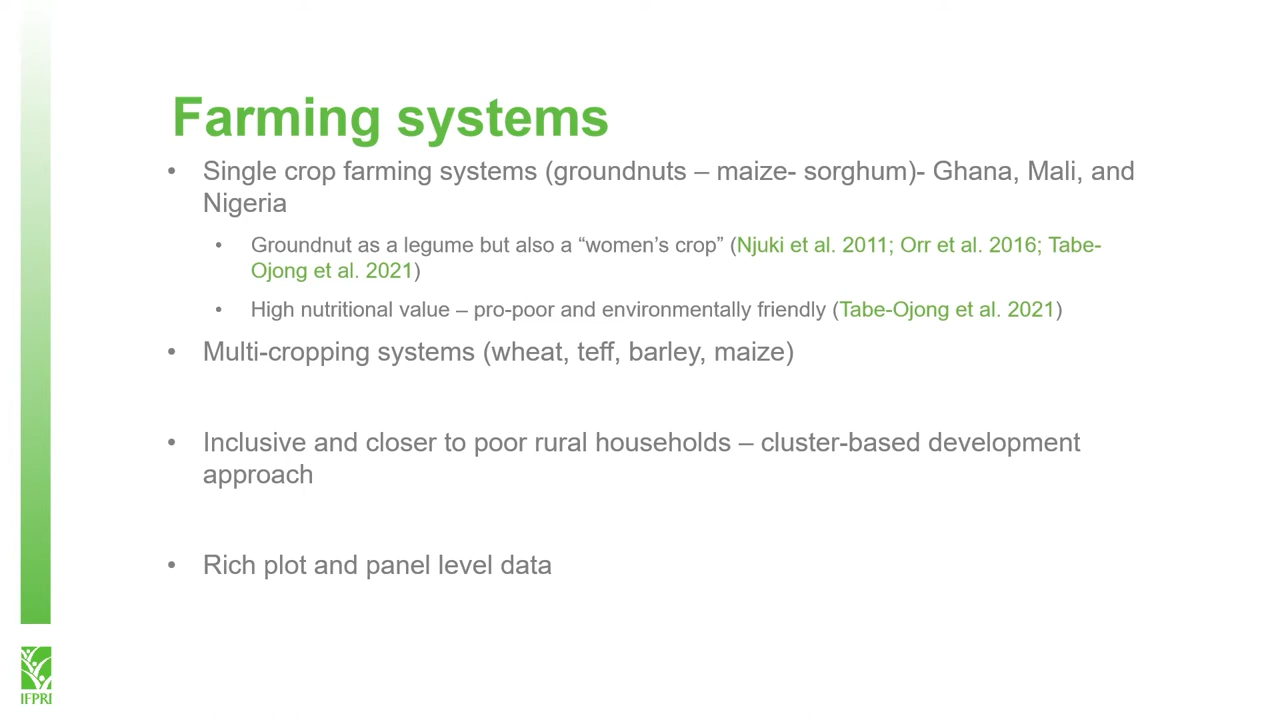 Farming systems
• Single crop farming systems (groundnuts – maize- sorghum)- Ghana, Mali, and
Nigeria
• Groundnut as a legume but also a “women’s crop” (Njuki et al. 2011; Orr et al. 2016; Tabe-
Ojong et al. 2021)
• High nutritional value – pro-poor and environmentally friendly (Tabe-Ojong et al. 2021)
• Multi-cropping systems (wheat, teff, barley, maize)
• Inclusive and closer to poor rural households – cluster-based development
approach
• Rich plot and panel level data
IFPRI